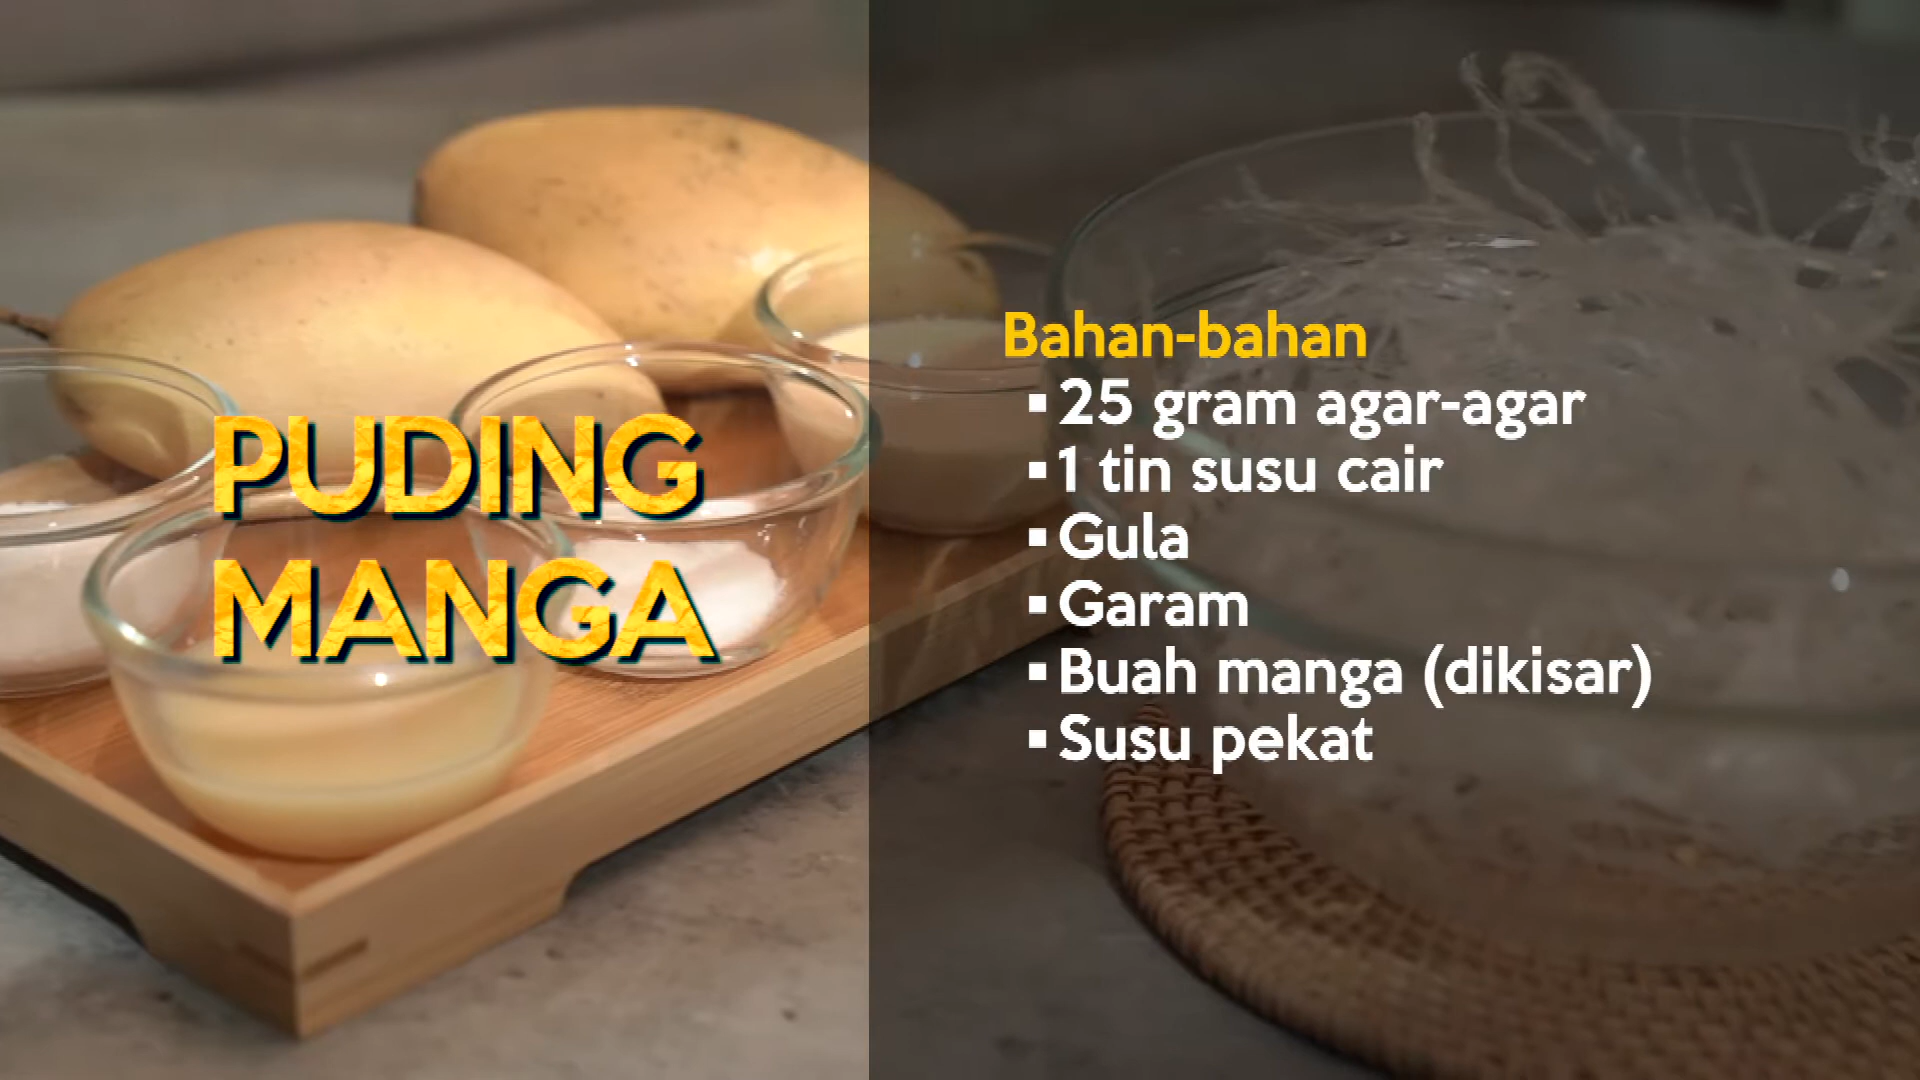 PUDING
MANGA
Bahan-bahan
▪25 gram agar-agar
▪1 tin susu cair
▪Gula
▪Garam
▪Buah manga (dikisar)
▪Susu pekat